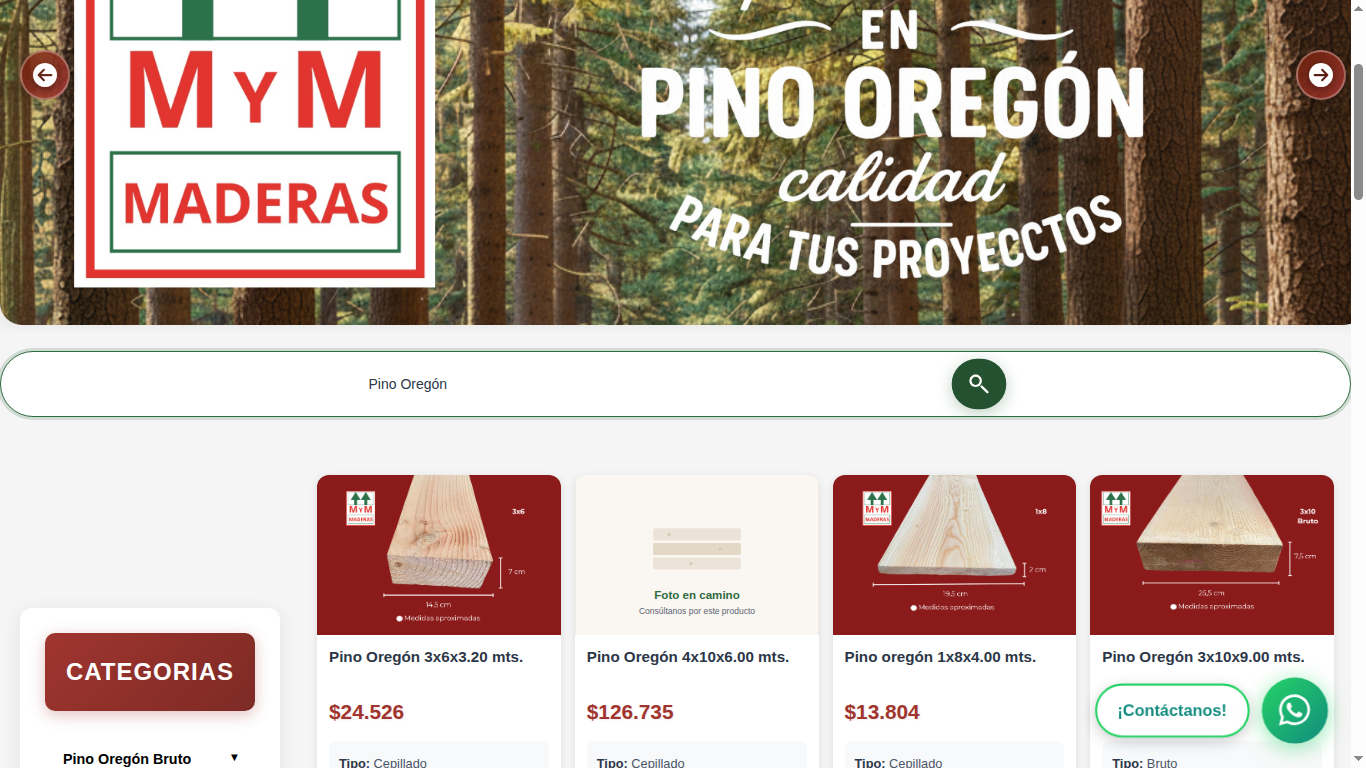 M Y M
MADERAS
EN
PINO OREGÓN
calidad
PARA TUS PROYECCTOS
Pino Oregón
CATEGORIAS
Pino Oregón Bruto ▼
M Y M
MADERAS
3x6
7 cm
14,5 cm
Medidas aproximadas
Pino Oregón 3x6x3.20 mts.
$24.526
Tipo: Cepillado
Foto en camino
Consúltanos por este producto
Pino Oregón 4x10x6.00 mts.
$126.735
Tipo: Cepillado
M Y M
MADERAS
1x8
2 cm
19,5 cm
Medidas aproximadas
Pino oregón 1x8x4.00 mts.
$13.804
Tipo: Cepillado
M Y M
MADERAS
3x10
Bruto
7,5 cm
25,5 cm
Medidas aproximadas
Pino Oregón 3x10x9.00 mts.
¡Contáctanos!
Tipo: Bruto